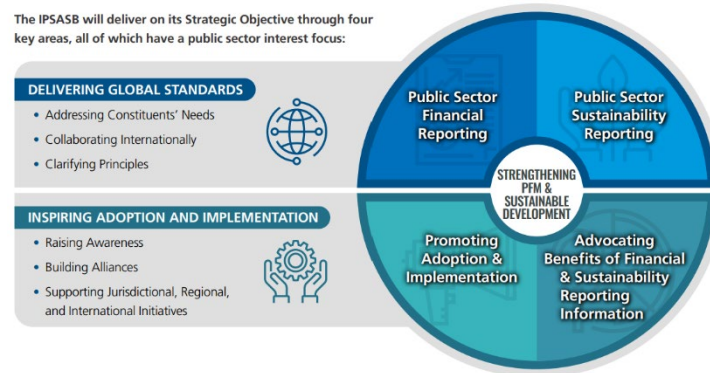 The IPSASB will deliver on its Strategic Objective through four
key areas, all of which have a public sector interest focus:
DELIVERING GLOBAL STANDARDS
• Addressing Constituents’ Needs
• Collaborating Internationally
• Clarifying Principles
INSPIRING ADOPTION AND IMPLEMENTATION
• Raising Awareness
• Building Alliances
• Supporting Jurisdictional, Regional,
and International Initiatives
Public Sector
Financial
Reporting
Public Sector
Sustainability
Reporting
STRENGTHENING
PFM &
SUSTAINABLE
DEVELOPMENT
Promoting
Adoption &
Implementation
Advocating
Benefits of Financial
& Sustainability
Reporting
Information